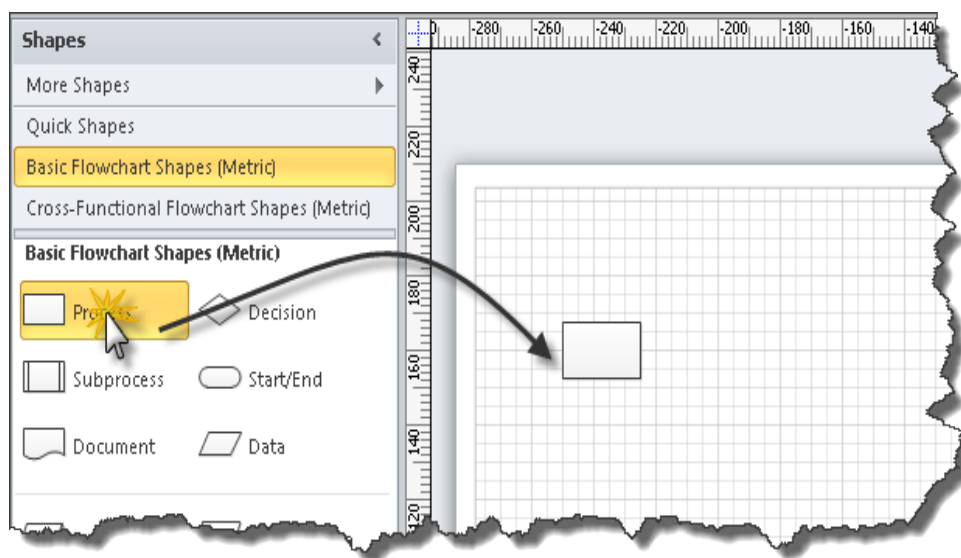 Shapes
More Shapes
Quick Shapes
Basic Flowchart Shapes (Metric)
Cross-Functional Flowchart Shapes (Metric)
Basic Flowchart Shapes (Metric)
Process Decision
Subprocess Start/End
Document Data
0 -280 -260 -240 -220 -200 -180 -160 -140
240
220
200
180
160
140
120